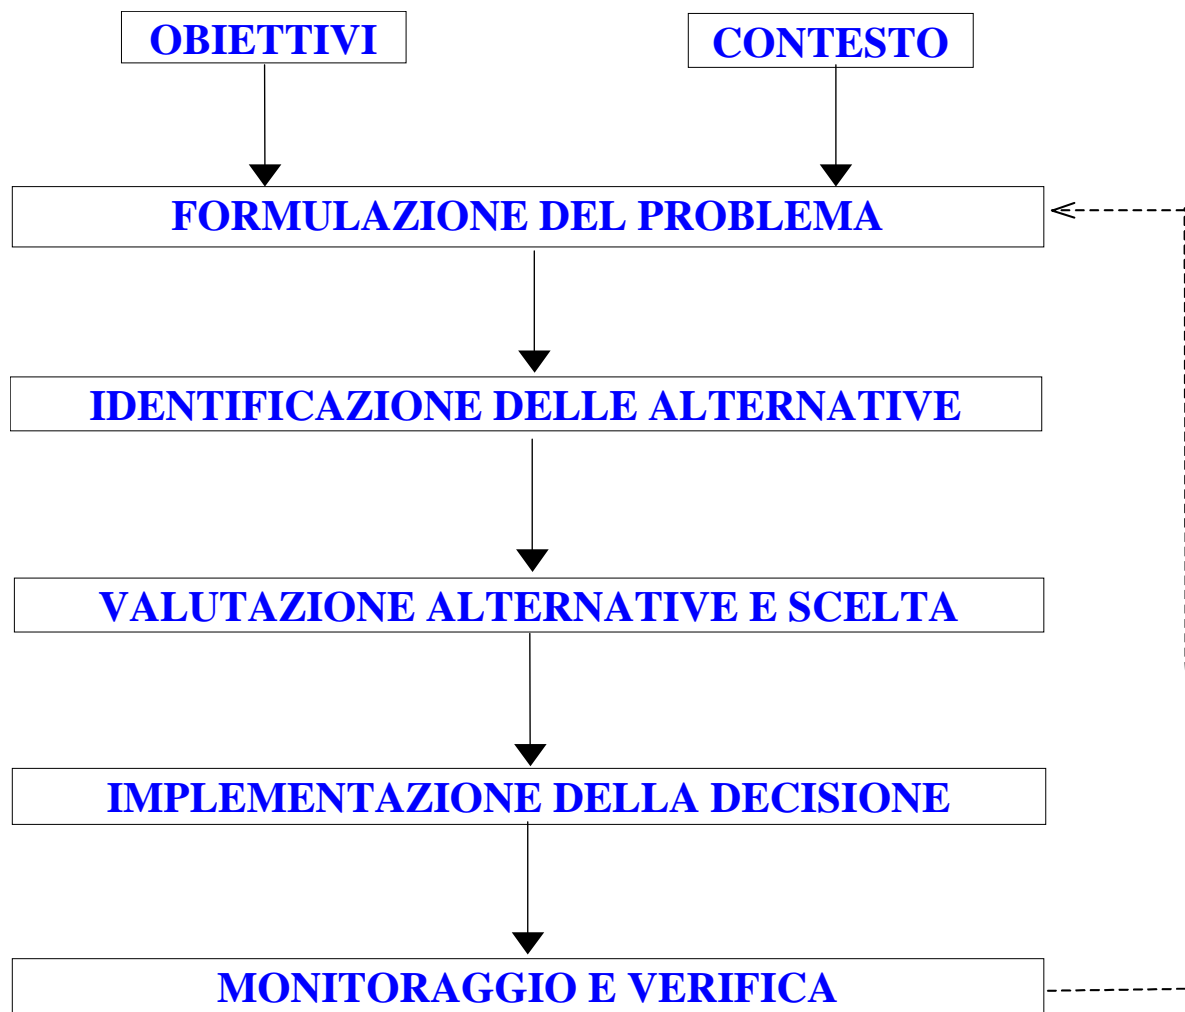 OBIETTIVI
CONTESTO
FORMULAZIONE DEL PROBLEMA
IDENTIFICAZIONE DELLE ALTERNATIVE
VALUTAZIONE ALTERNATIVE E SCELTA
IMPLEMENTAZIONE DELLA DECISIONE
MONITORAGGIO E VERIFICA